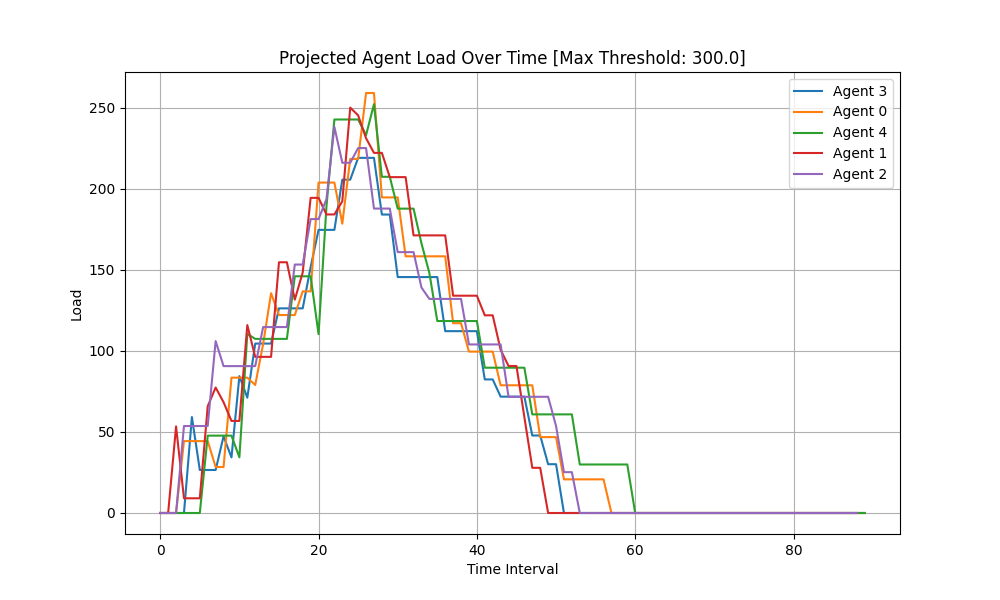 Projected Agent Load Over Time [Max Threshold: 300.0]
Agent 3
Agent 0
Agent 4
Agent 1
Agent 2
Load
250
200
150
100
50
0
0 20 40 60 80
Time Interval